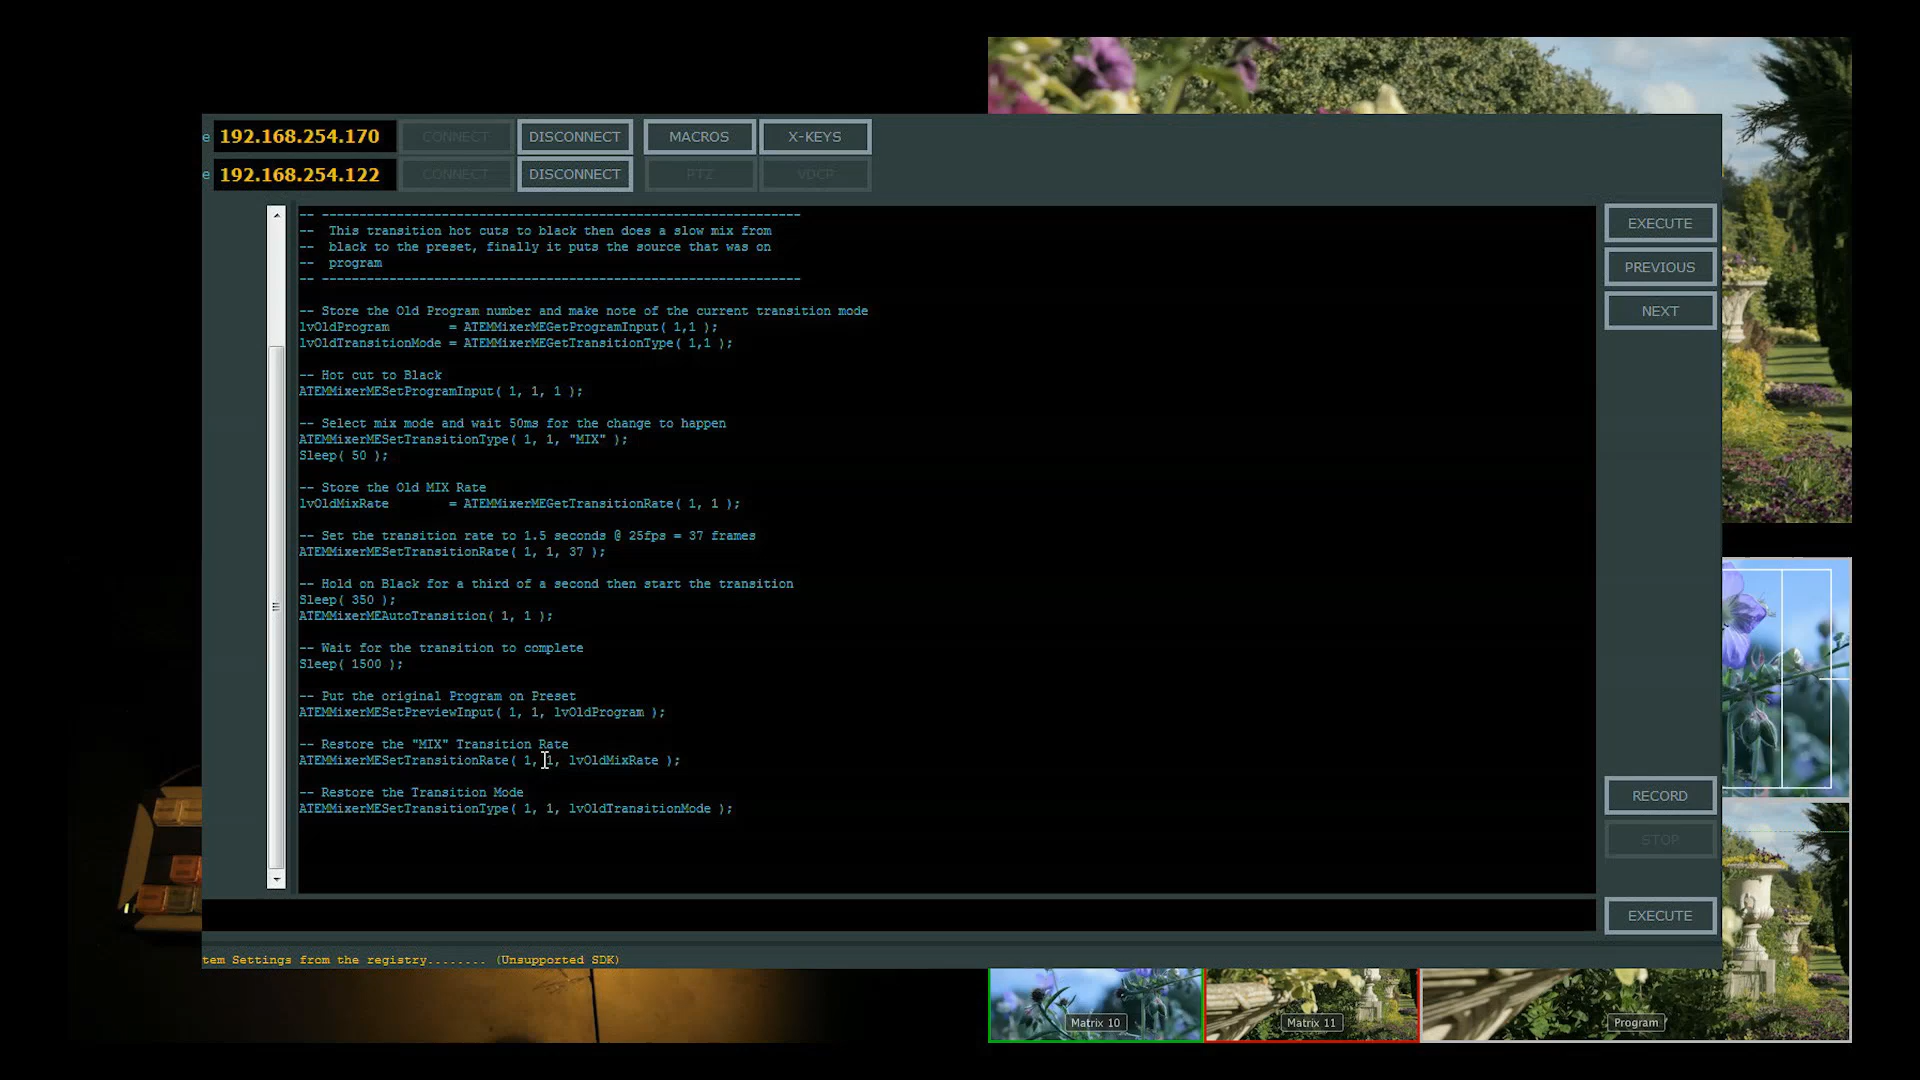 e 192.168.254.170 CONNECT DISCONNECT MACROS X-KEYS
e 192.168.254.122 CONNECT DISCONNECT PTZ VDCP
-- ----------------------------------------------------------------
-- This transition hot cuts to black then does a slow mix from
-- black to the preset, finally it puts the source that was on
-- program
-- ----------------------------------------------------------------
-- Store the Old Program number and make note of the current transition mode
lvOldProgram = ATEMMixerMEGetProgramInput( 1,1 );
lvOldTransitionMode = ATEMMixerMEGetTransitionType( 1,1 );
-- Hot cut to Black
ATEMMixerMESetProgramInput( 1, 1, 1 );
-- Select mix mode and wait 50ms for the change to happen
ATEMMixerMESetTransitionType( 1, 1, "MIX" );
Sleep( 50 );
-- Store the Old MIX Rate
lvOldMixRate = ATEMMixerMEGetTransitionRate( 1, 1 );
-- Set the transition rate to 1.5 seconds @ 25fps = 37 frames
ATEMMixerMESetTransitionRate( 1, 1, 37 );
-- Hold on Black for a third of a second then start the transition
Sleep( 350 );
ATEMMixerMEAutoTransition( 1, 1 );
-- Wait for the transition to complete
Sleep( 1500 );
-- Put the original Program on Preset
ATEMMixerMESetPreviewInput( 1, 1, lvOldProgram );
-- Restore the "MIX" Transition Rate
ATEMMixerMESetTransitionRate( 1, 1, lvOldMixRate );
-- Restore the Transition Mode
ATEMMixerMESetTransitionType( 1, 1, lvOldTransitionMode );
EXECUTE
PREVIOUS
NEXT
RECORD
STOP
EXECUTE
tem Settings from the registry........ (Unsupported SDK)
Matrix 10
Matrix 11
Program